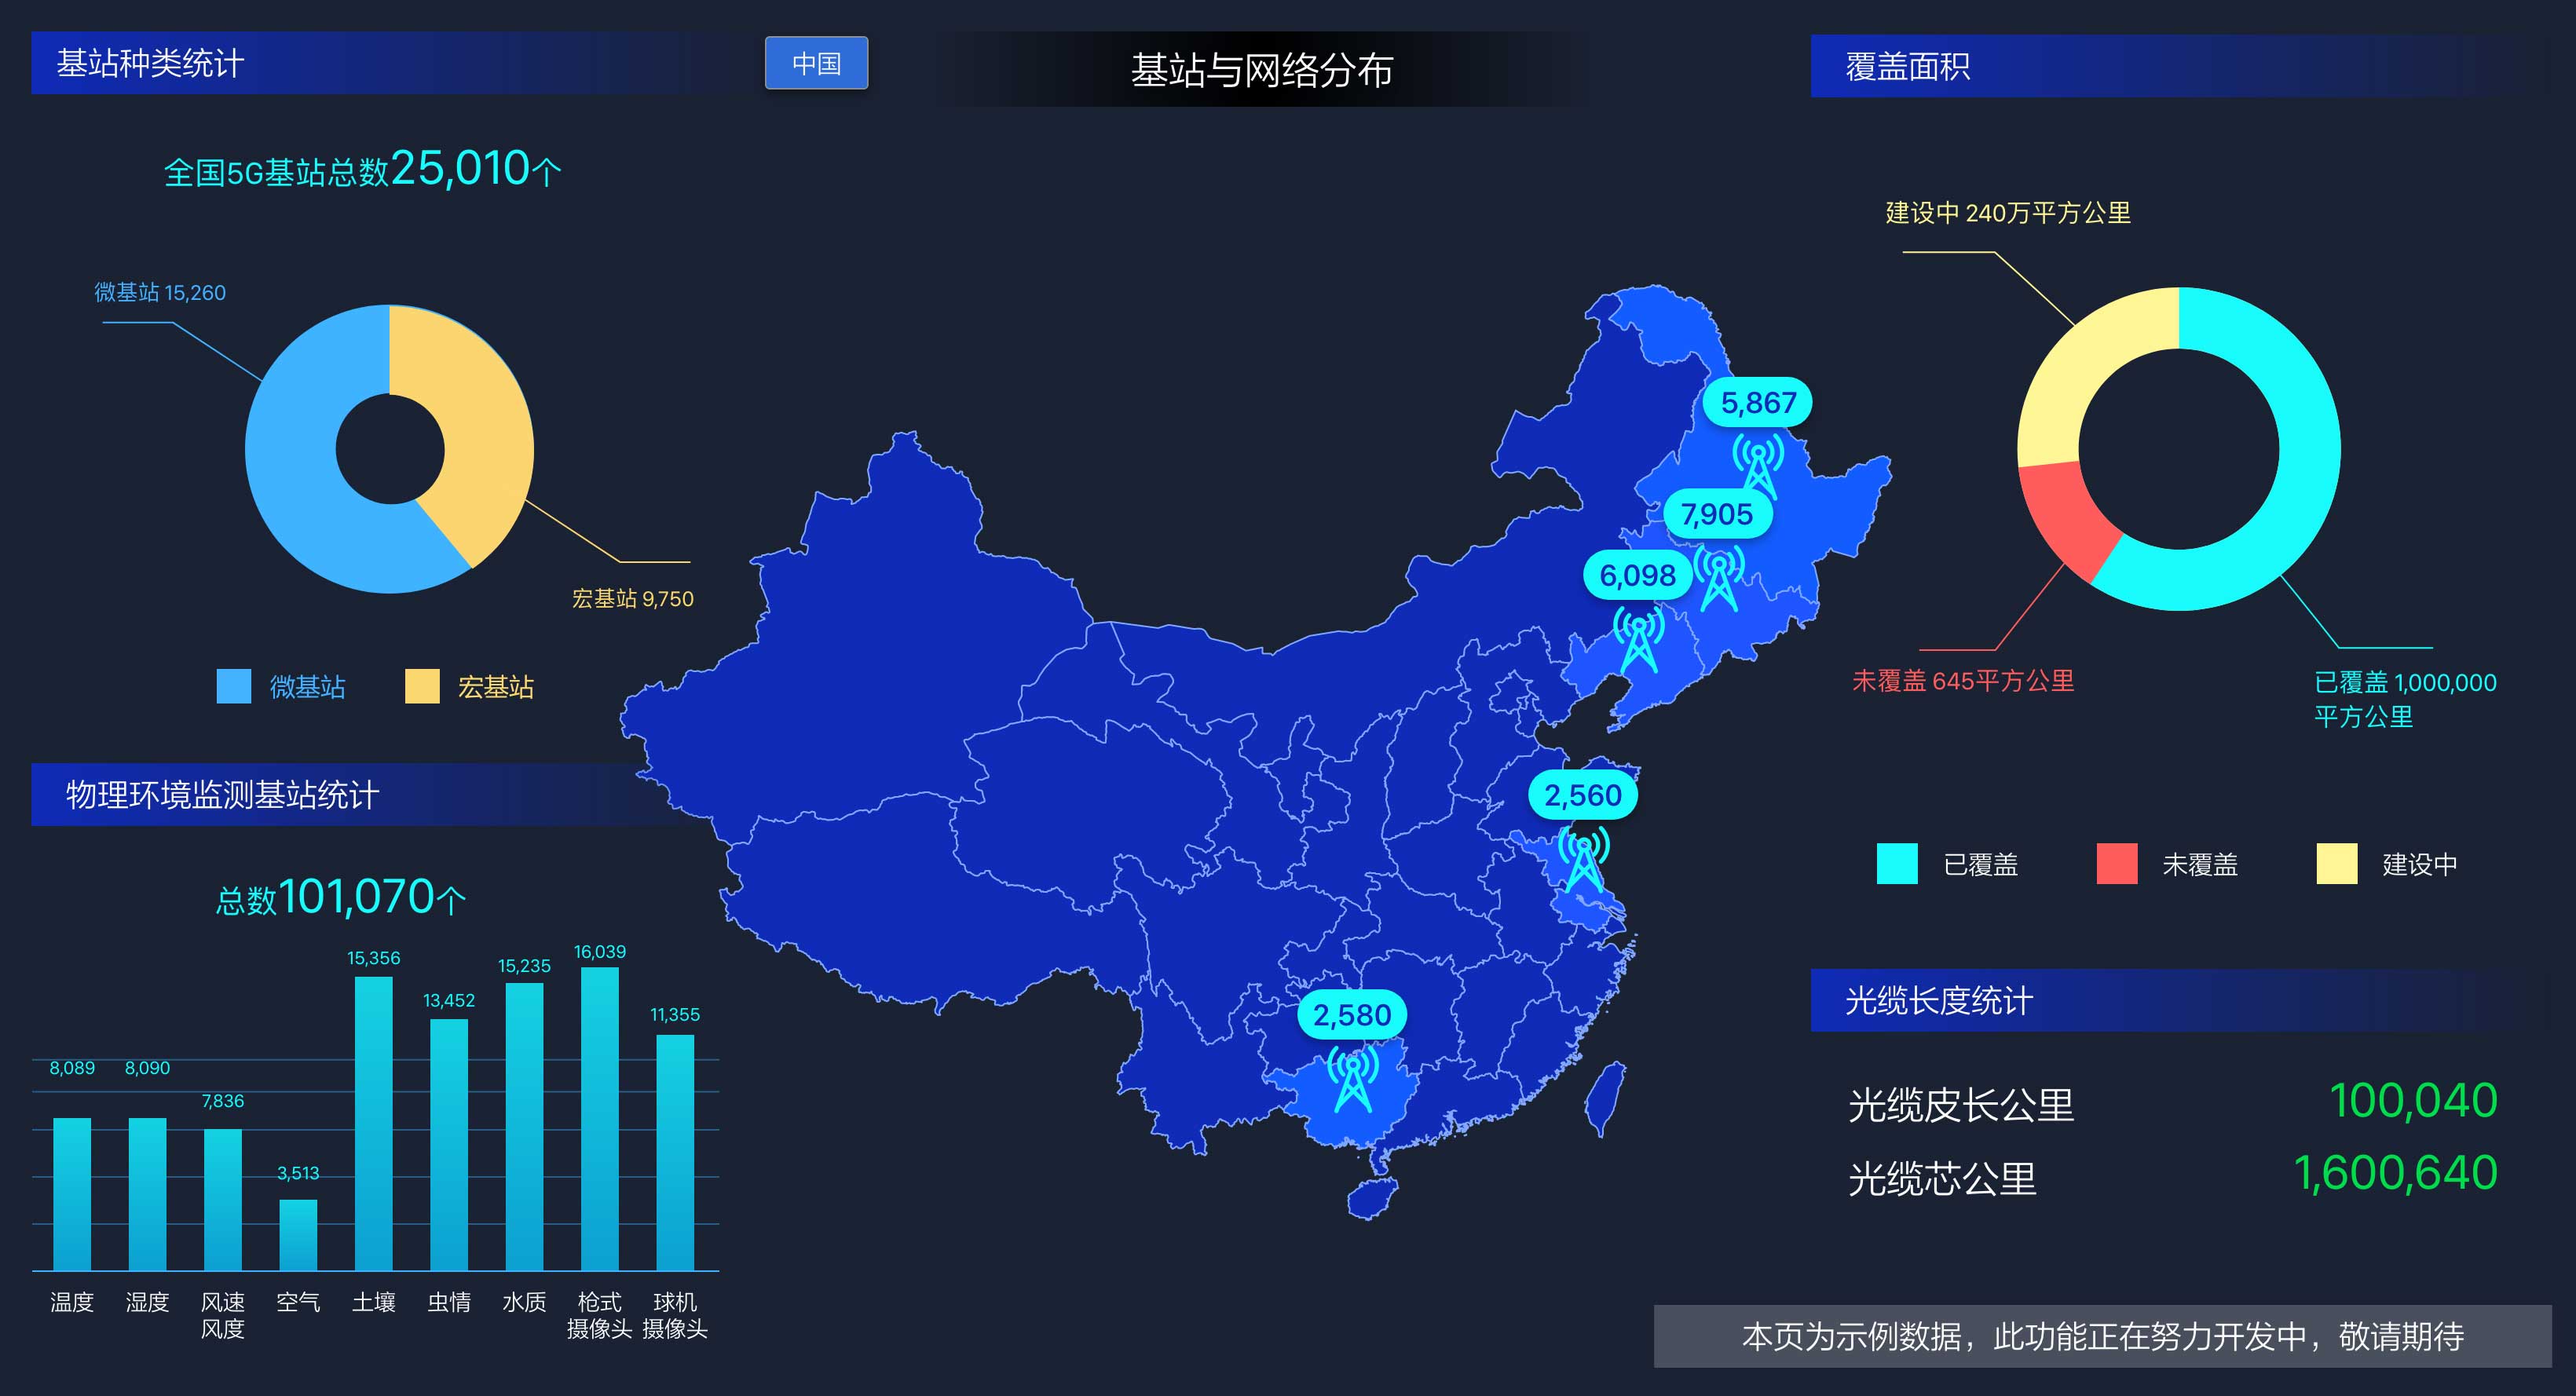 基站种类统计
中国
基站与网络分布
覆盖面积
全国5G基站总数25,010个
微基站 15,260
宏基站 9,750
微基站
宏基站
物理环境监测基站统计
总数101,070个
8,089
8,090
7,836
3,513
15,356
13,452
15,235
16,039
11,355
温度
湿度
风速
风度
空气
土壤
虫情
水质
枪式
摄像头
球机
摄像头
5,867
7,905
6,098
2,560
2,580
建设中 240万平方公里
未覆盖 645平方公里
已覆盖 1,000,000
平方公里
已覆盖
未覆盖
建设中
光缆长度统计
光缆皮长公里 100,040
光缆芯公里 1,600,640
本页为示例数据，此功能正在努力开发中，敬请期待